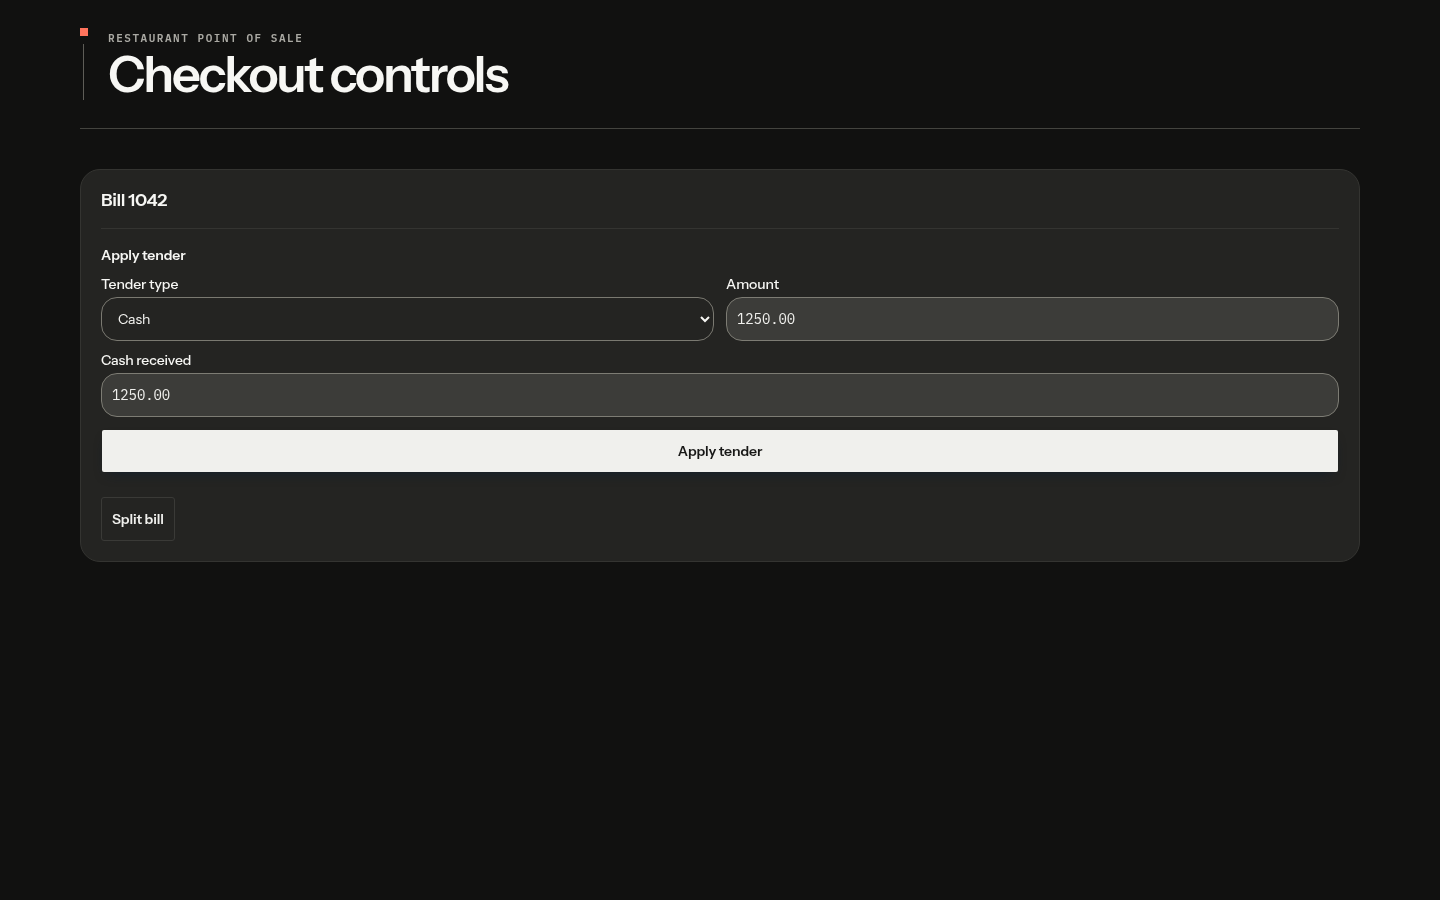 RESTAURANT POINT OF SALE
Checkout controls
Bill 1042
Apply tender
Tender type
Amount
Cash
1250.00
Cash received
1250.00
Apply tender
Split bill